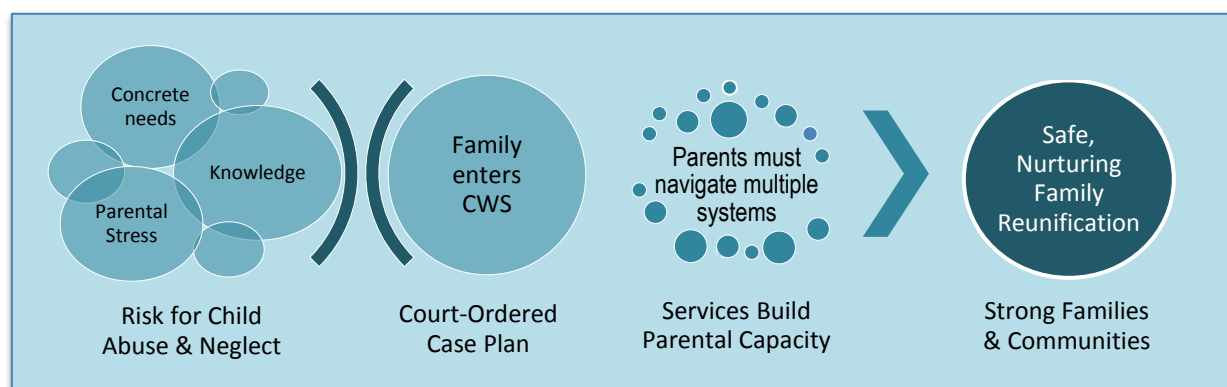 Concrete
needs
Knowledge
Parental
Stress
Risk for Child
Abuse & Neglect
Family
enters
CWS
Court-Ordered
Case Plan
Parents must
navigate multiple
systems
Services Build
Parental Capacity
Safe,
Nurturing
Family
Reunification
Strong Families
& Communities